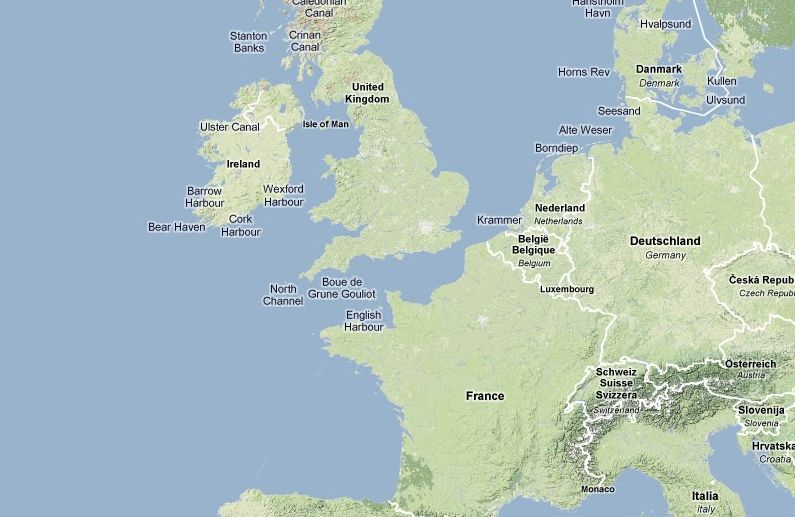 Caledonian
Canal
Hanstholm
Havn
Hvalpsund
Stanton
Banks
Crinan
Canal
Horns Rev
Danmark
Denmark
Kullen
United
Kingdom
Ulvsund
Seesand
Ulster Canal
Isle of Man
Alte Weser
Borndiep
Ireland
Barrow
Harbour
Wexford
Harbour
Nederland
Netherlands
Krammer
Bear Haven
Cork
Harbour
België
Belgique
Belgium
Deutschland
Germany
Luxembourg
Česká Repub
Czech Republ
North
Channel
Boue de
Grune Gouliot
English
Harbour
France
Schweiz
Suisse
Svizzera
Switzerland
Österreich
Austria
Slovenija
Slovenia
Hrvatska
Croatia
Monaco
Italia
Italy